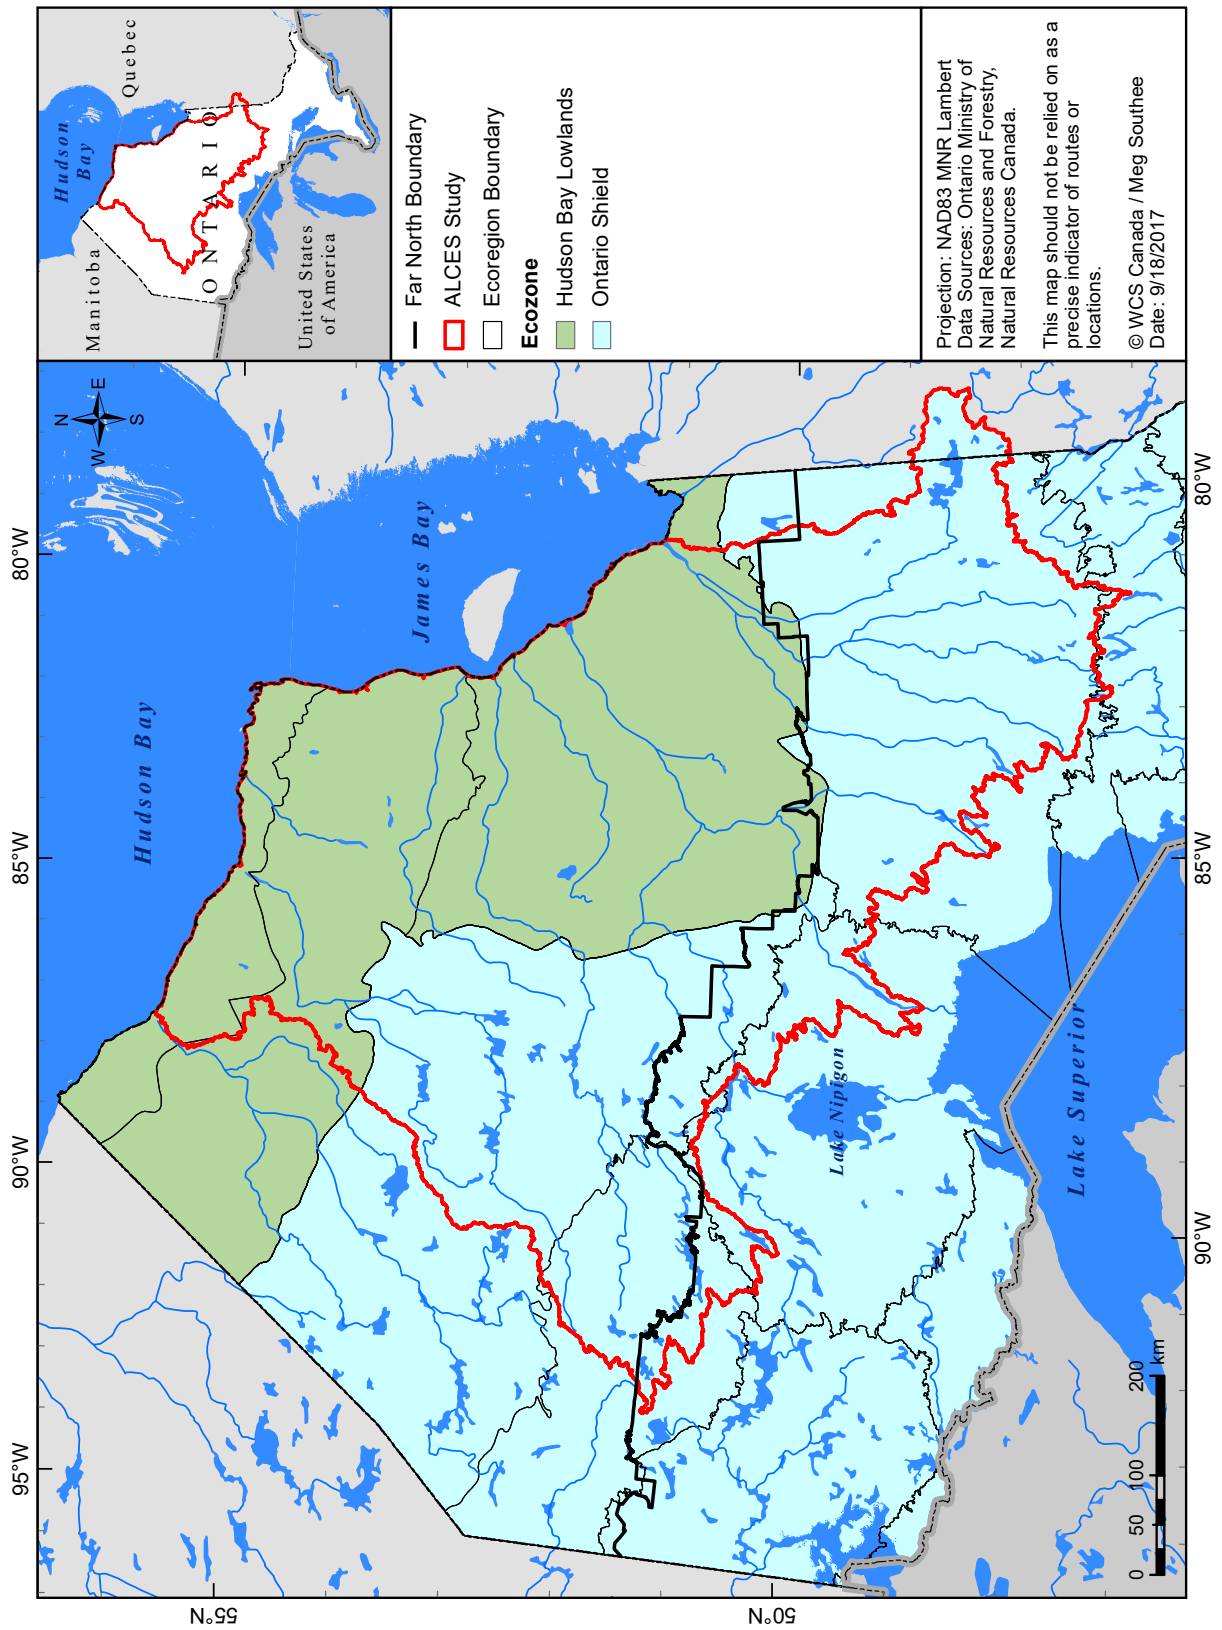 80°W
85°W
90°W
95°W
55°N
50°N
80°W
85°W
90°W
Hudson Bay
James Bay
Lake Nipigon
Lake Superior
N
W E
S
0 50 100 200
km
Hudson
Bay
Quebec
Manitoba
ONTARIO
United States
of America
Far North Boundary
ALCES Study
Ecoregion Boundary
Ecozone
Hudson Bay Lowlands
Ontario Shield
Projection: NAD83 MNR Lambert
Data Sources: Ontario Ministry of
Natural Resources and Forestry,
Natural Resources Canada.
This map should not be relied on as a
precise indicator of routes or
locations.
© WCS Canada / Meg Southee
Date: 9/18/2017